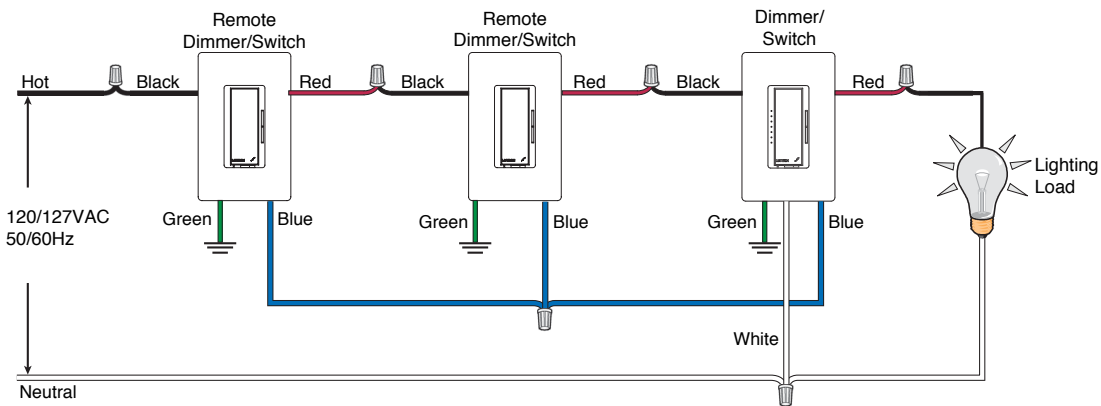 Remote
Dimmer/Switch
Remote
Dimmer/Switch
Dimmer/
Switch
Hot
Black
Red
Black
Red
Black
Red
Lighting
Load
120/127VAC
50/60Hz
Green
Blue
Green
Blue
Green
Blue
White
Neutral